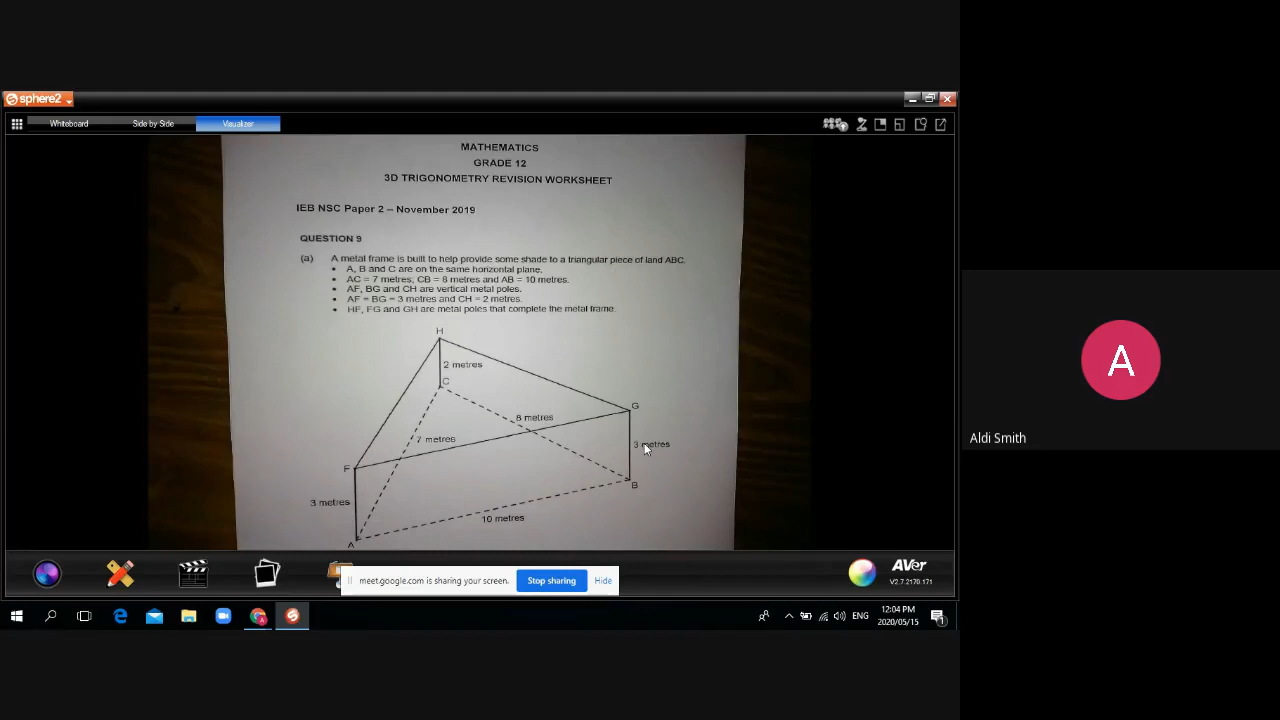 sphere2
Whiteboard Side by Side Visualizer
MATHEMATICS
GRADE 12
3D TRIGONOMETRY REVISION WORKSHEET
IEB NSC Paper 2 – November 2019
QUESTION 9
(a) A metal frame is built to help provide some shade to a triangular piece of land ABC.
• A, B and C are on the same horizontal plane.
• AC = 7 metres; CB = 8 metres and AB = 10 metres.
• AF, BG and CH are vertical metal poles.
• AF = BG = 3 metres and CH = 2 metres.
• HF, FG and GH are metal poles that complete the metal frame.
H
2 metres
C
G
8 metres
7 metres
3 metres
F
B
3 metres
10 metres
A
A
Aldi Smith
meet.google.com is sharing your screen. Stop sharing Hide
AVer
V2.7.2170.171
ENG
12:04 PM
2020/05/15
1